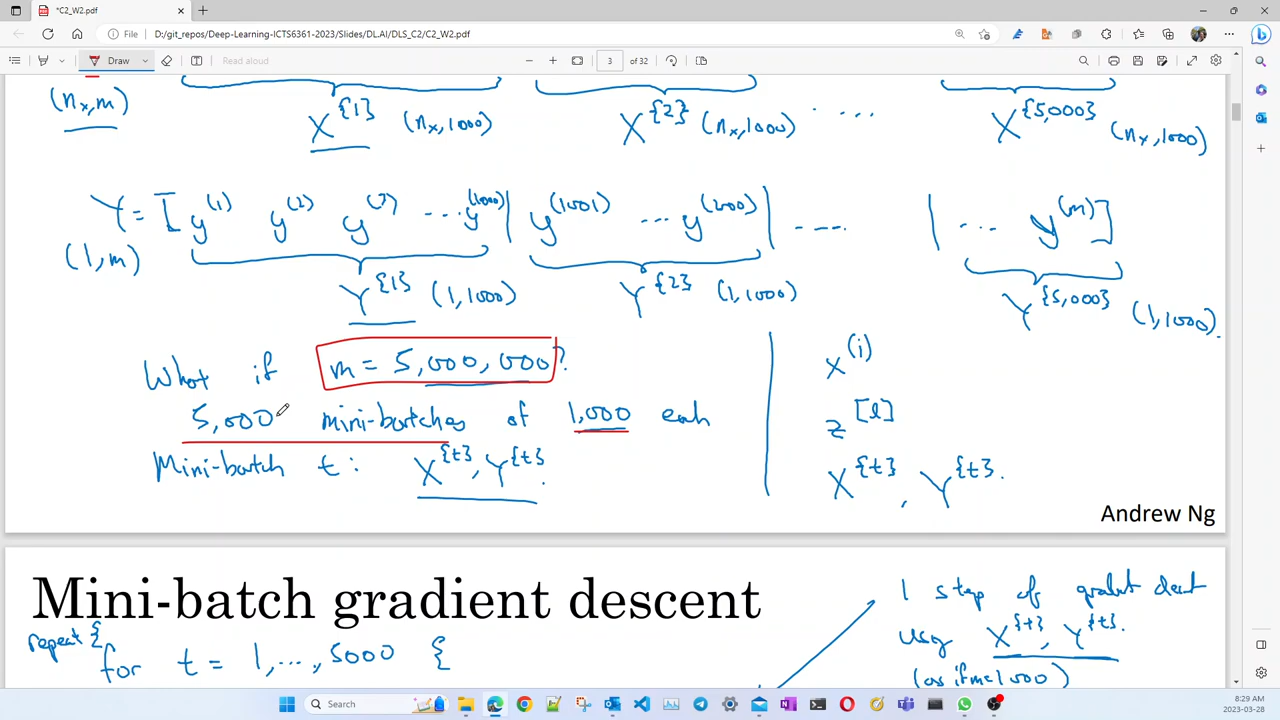 *C2_W2.pdf
File D:/git_repos/Deep-Learning-ICTS6361-2023/Slides/DL.AI/DLS_C2/C2_W2.pdf
Draw Read aloud 3 of 32
(nx,m)
X{1} (nx,1000) X{2} (nx,1000) ... X{5,000} (nx,1000)
Y = [y(1) y(2) y(3) ... y(1000) | y(1001) ... y(2000) | ---- | ... y(m)]
(1,m)
Y{1} (1,1000) Y{2} (1,1000) Y{5,000} (1,1000).
What if m = 5,000,000?
x(i)
5,000 mini-batches of 1,000 each
z[l]
Mini-batch t: X{t}, Y{t}.
X{t}, Y{t}.
Andrew Ng
Mini-batch gradient descent
1 step of gradient descent
repeat {
using X{t}, Y{t}.
for t = 1,...,5000 {
(as if m=1000)
Search
8:29 AM
2023-03-28